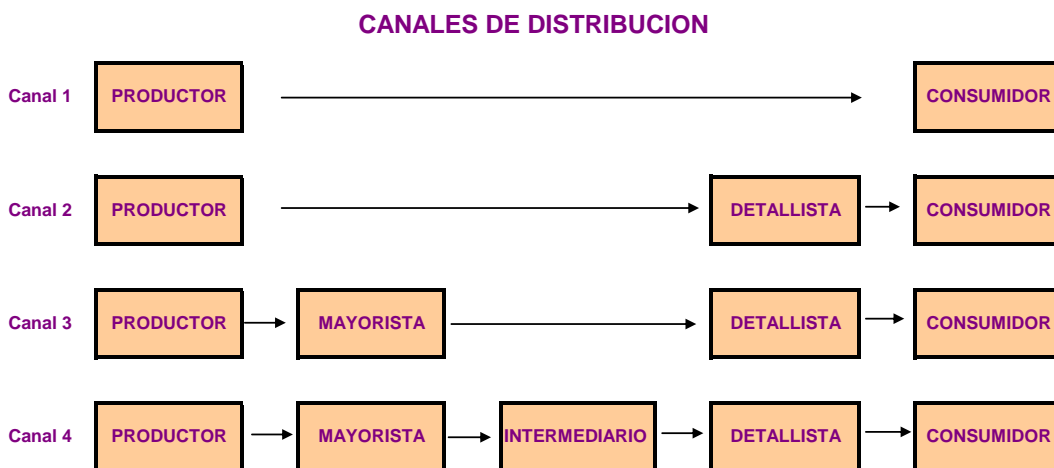 CANALES DE DISTRIBUCION
Canal 1 PRODUCTOR CONSUMIDOR
Canal 2 PRODUCTOR DETALLISTA CONSUMIDOR
Canal 3 PRODUCTOR MAYORISTA DETALLISTA CONSUMIDOR
Canal 4 PRODUCTOR MAYORISTA INTERMEDIARIO DETALLISTA CONSUMIDOR